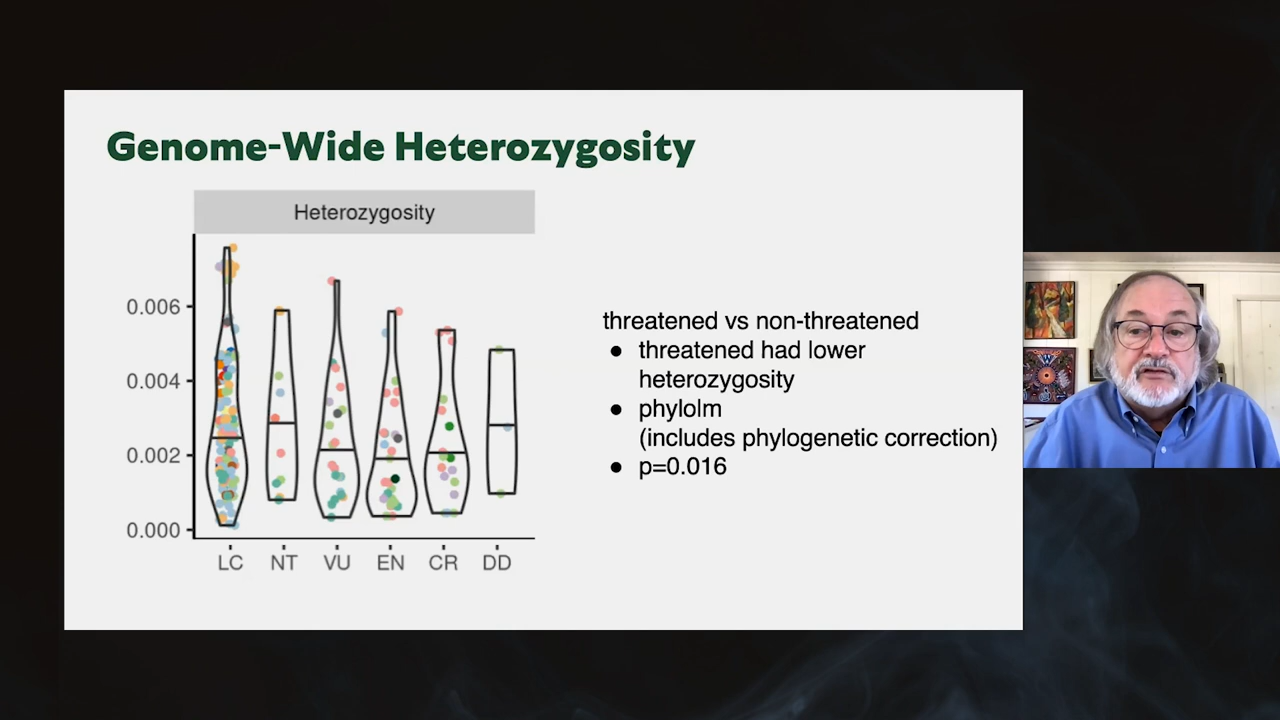 Genome-Wide Heterozygosity
Heterozygosity
0.006
0.004
0.002
0.000
LC NT VU EN CR DD
threatened vs non-threatened
● threatened had lower
heterozygosity
● phylolm
(includes phylogenetic correction)
● p=0.016